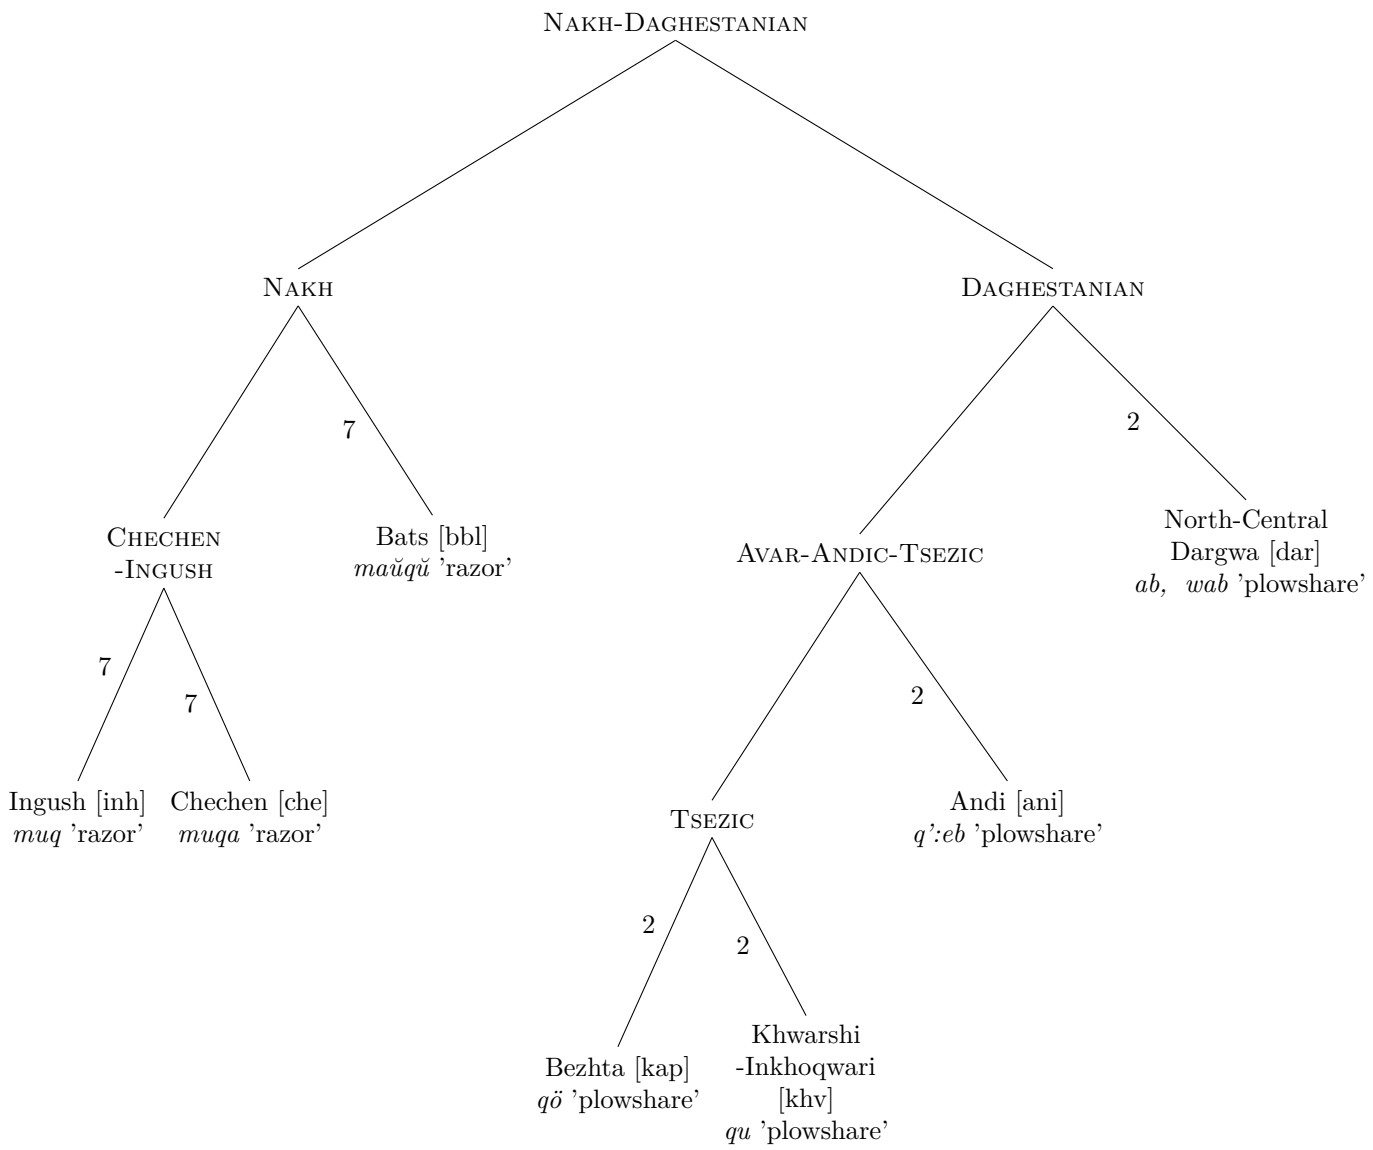 NAKH-DAGHESTANIAN
NAKH
DAGHESTANIAN
7
2
CHECHEN
-INGUSH
Bats [bbl]
maŭqŭ 'razor'
AVAR-ANDIC-TSEZIC
North-Central
Dargwa [dar]
ab, wab 'plowshare'
7
7
2
Ingush [inh]
muq 'razor'
Chechen [che]
muqa 'razor'
TSEZIC
Andi [ani]
q':eb 'plowshare'
2
2
Bezhta [kap]
qö 'plowshare'
Khwarshi
-Inkhoqwari
[khv]
qu 'plowshare'